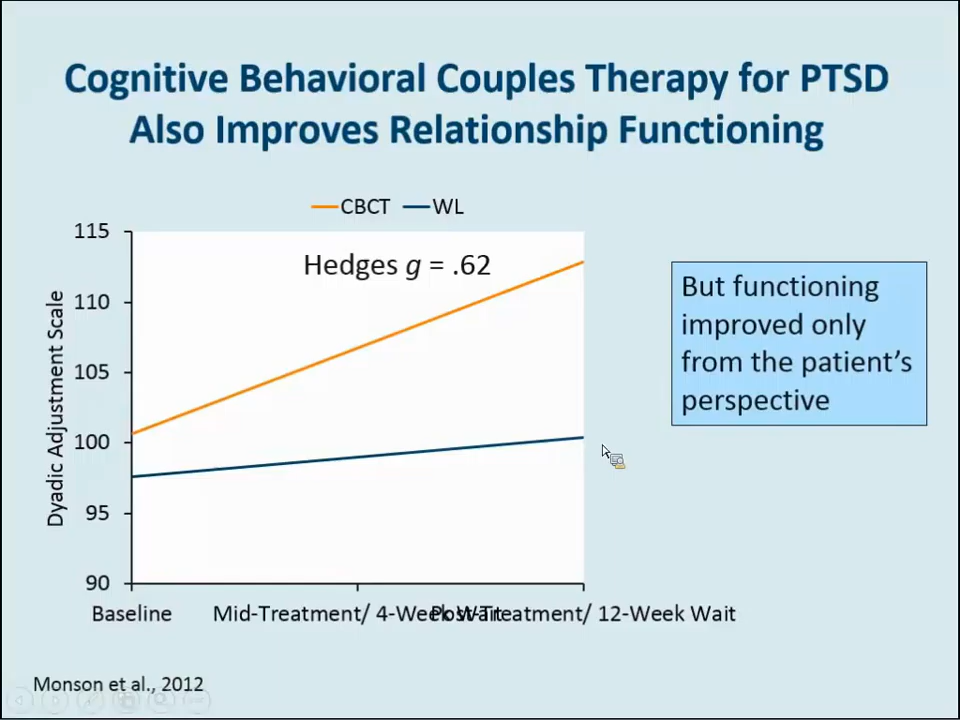 Cognitive Behavioral Couples Therapy for PTSD
Also Improves Relationship Functioning
CBCT WL
Hedges g = .62
115
110
105
100
95
90
Dyadic Adjustment Scale
Baseline
Mid-Treatment/ 4-Week Wait
Post-Treatment/ 12-Week Wait
But functioning
improved only
from the patient’s
perspective
Monson et al., 2012